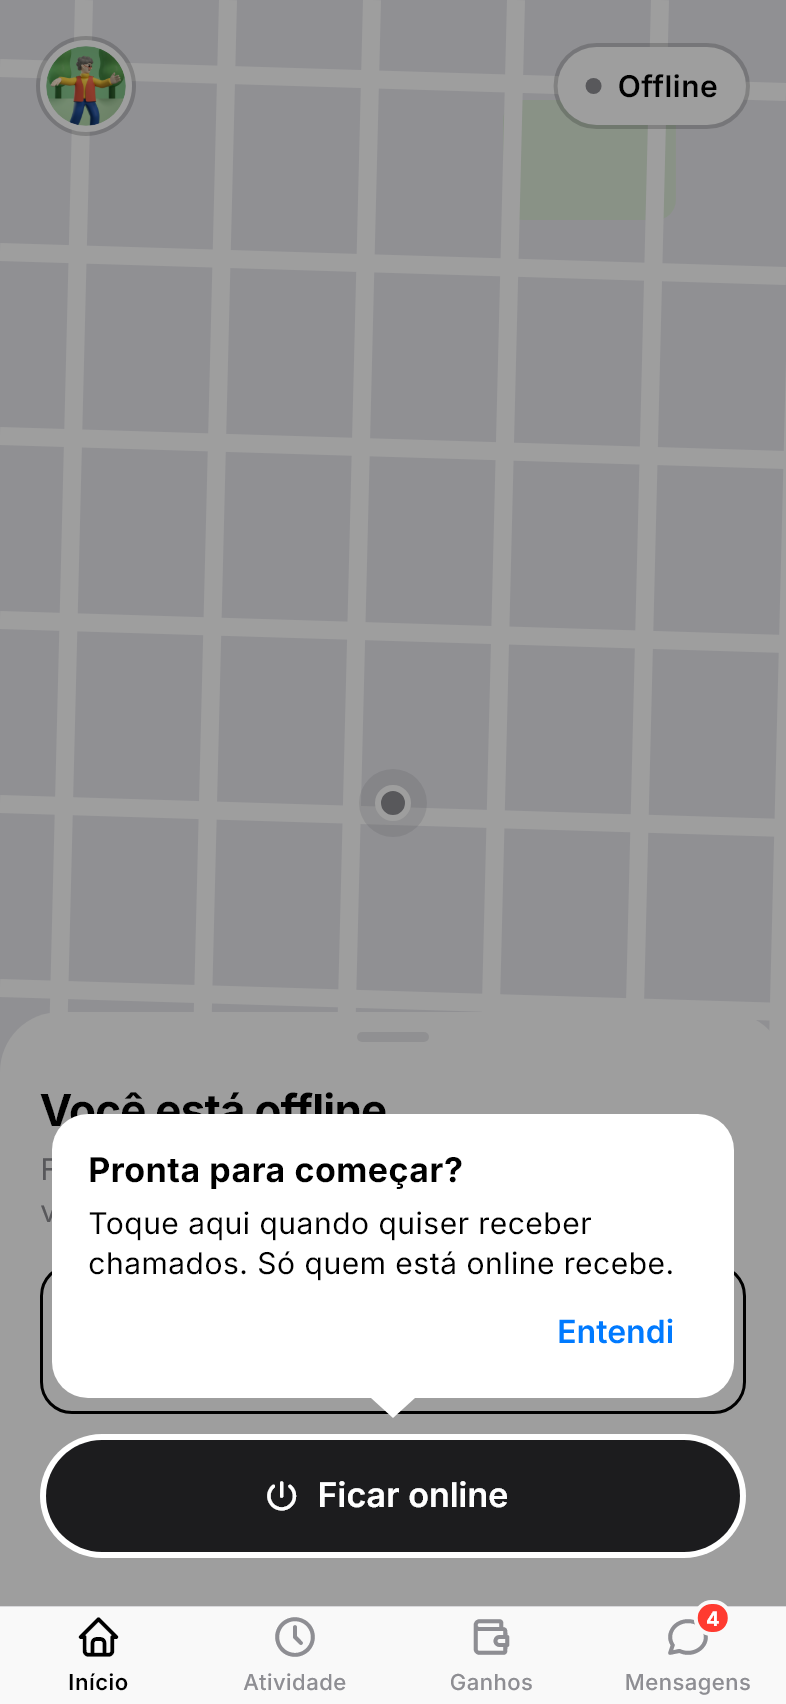 Offline
Você está offline
Pronta para começar?
Toque aqui quando quiser receber
chamados. Só quem está online recebe.
Entendi
Ficar online
4
Início
Atividade
Ganhos
Mensagens